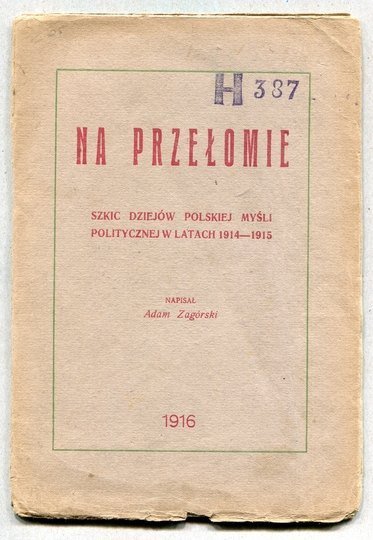 H 387
NA PRZEŁOMIE
SZKIC DZIEJÓW POLSKIEJ MYŚLI
POLITYCZNEJ W LATACH 1914—1915
NAPISAŁ
Adam Zagórski
1916